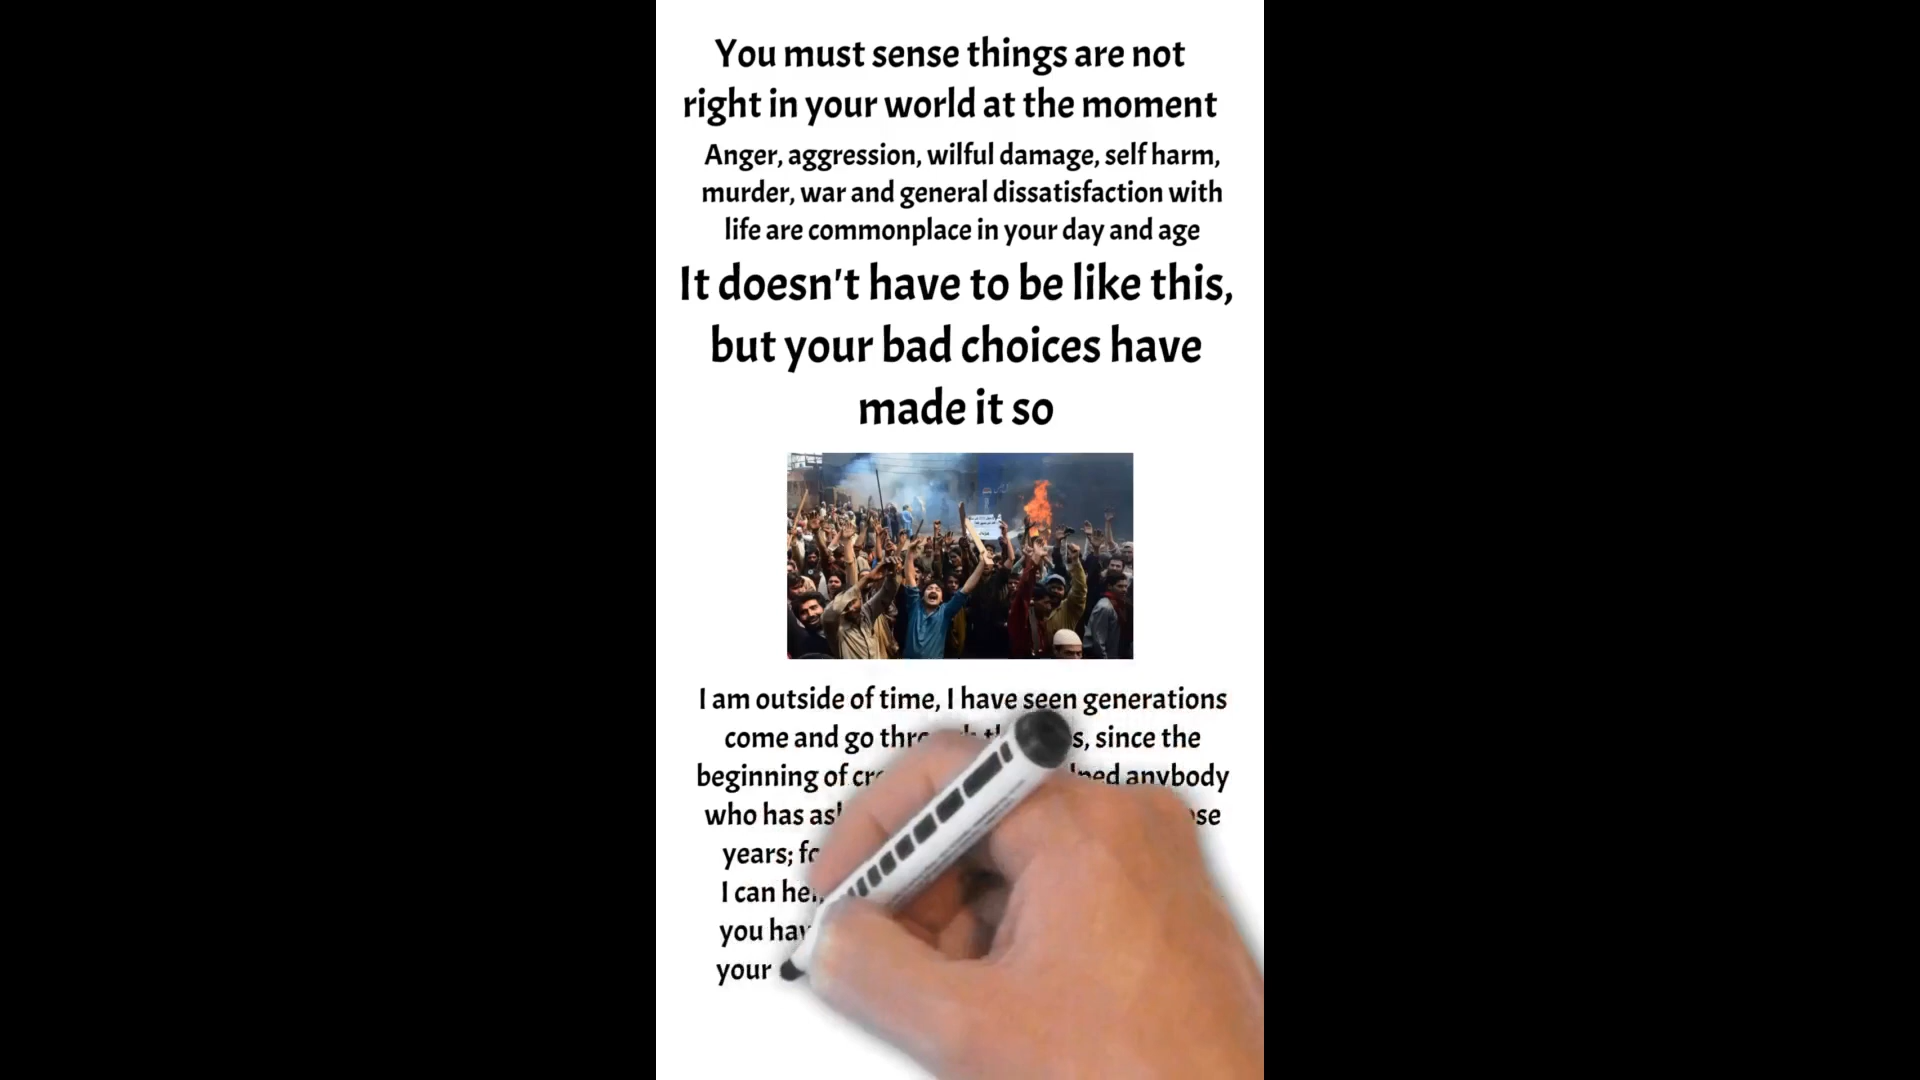 You must sense things are not
right in your world at the moment
Anger, aggression, wilful damage, self harm,
murder, war and general dissatisfaction with
life are commonplace in your day and age
It doesn't have to be like this,
but your bad choices have
made it so
I am outside of time, I have seen generations
come and go since the
beginning of anybody
who has
years;
I can
you
your